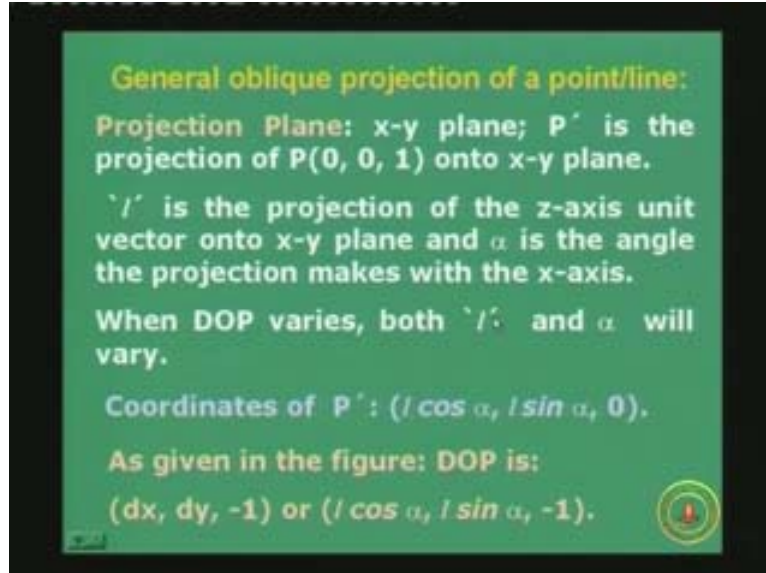 General oblique projection of a point/line:
Projection Plane: x-y plane; P´ is the
projection of P(0, 0, 1) onto x-y plane.
`l´ is the projection of the z-axis unit
vector onto x-y plane and α is the angle
the projection makes with the x-axis.
When DOP varies, both `l´ and α will
vary.
Coordinates of P´: (l cos α, l sin α, 0).
As given in the figure: DOP is:
(dx, dy, -1) or (l cos α, l sin α, -1).